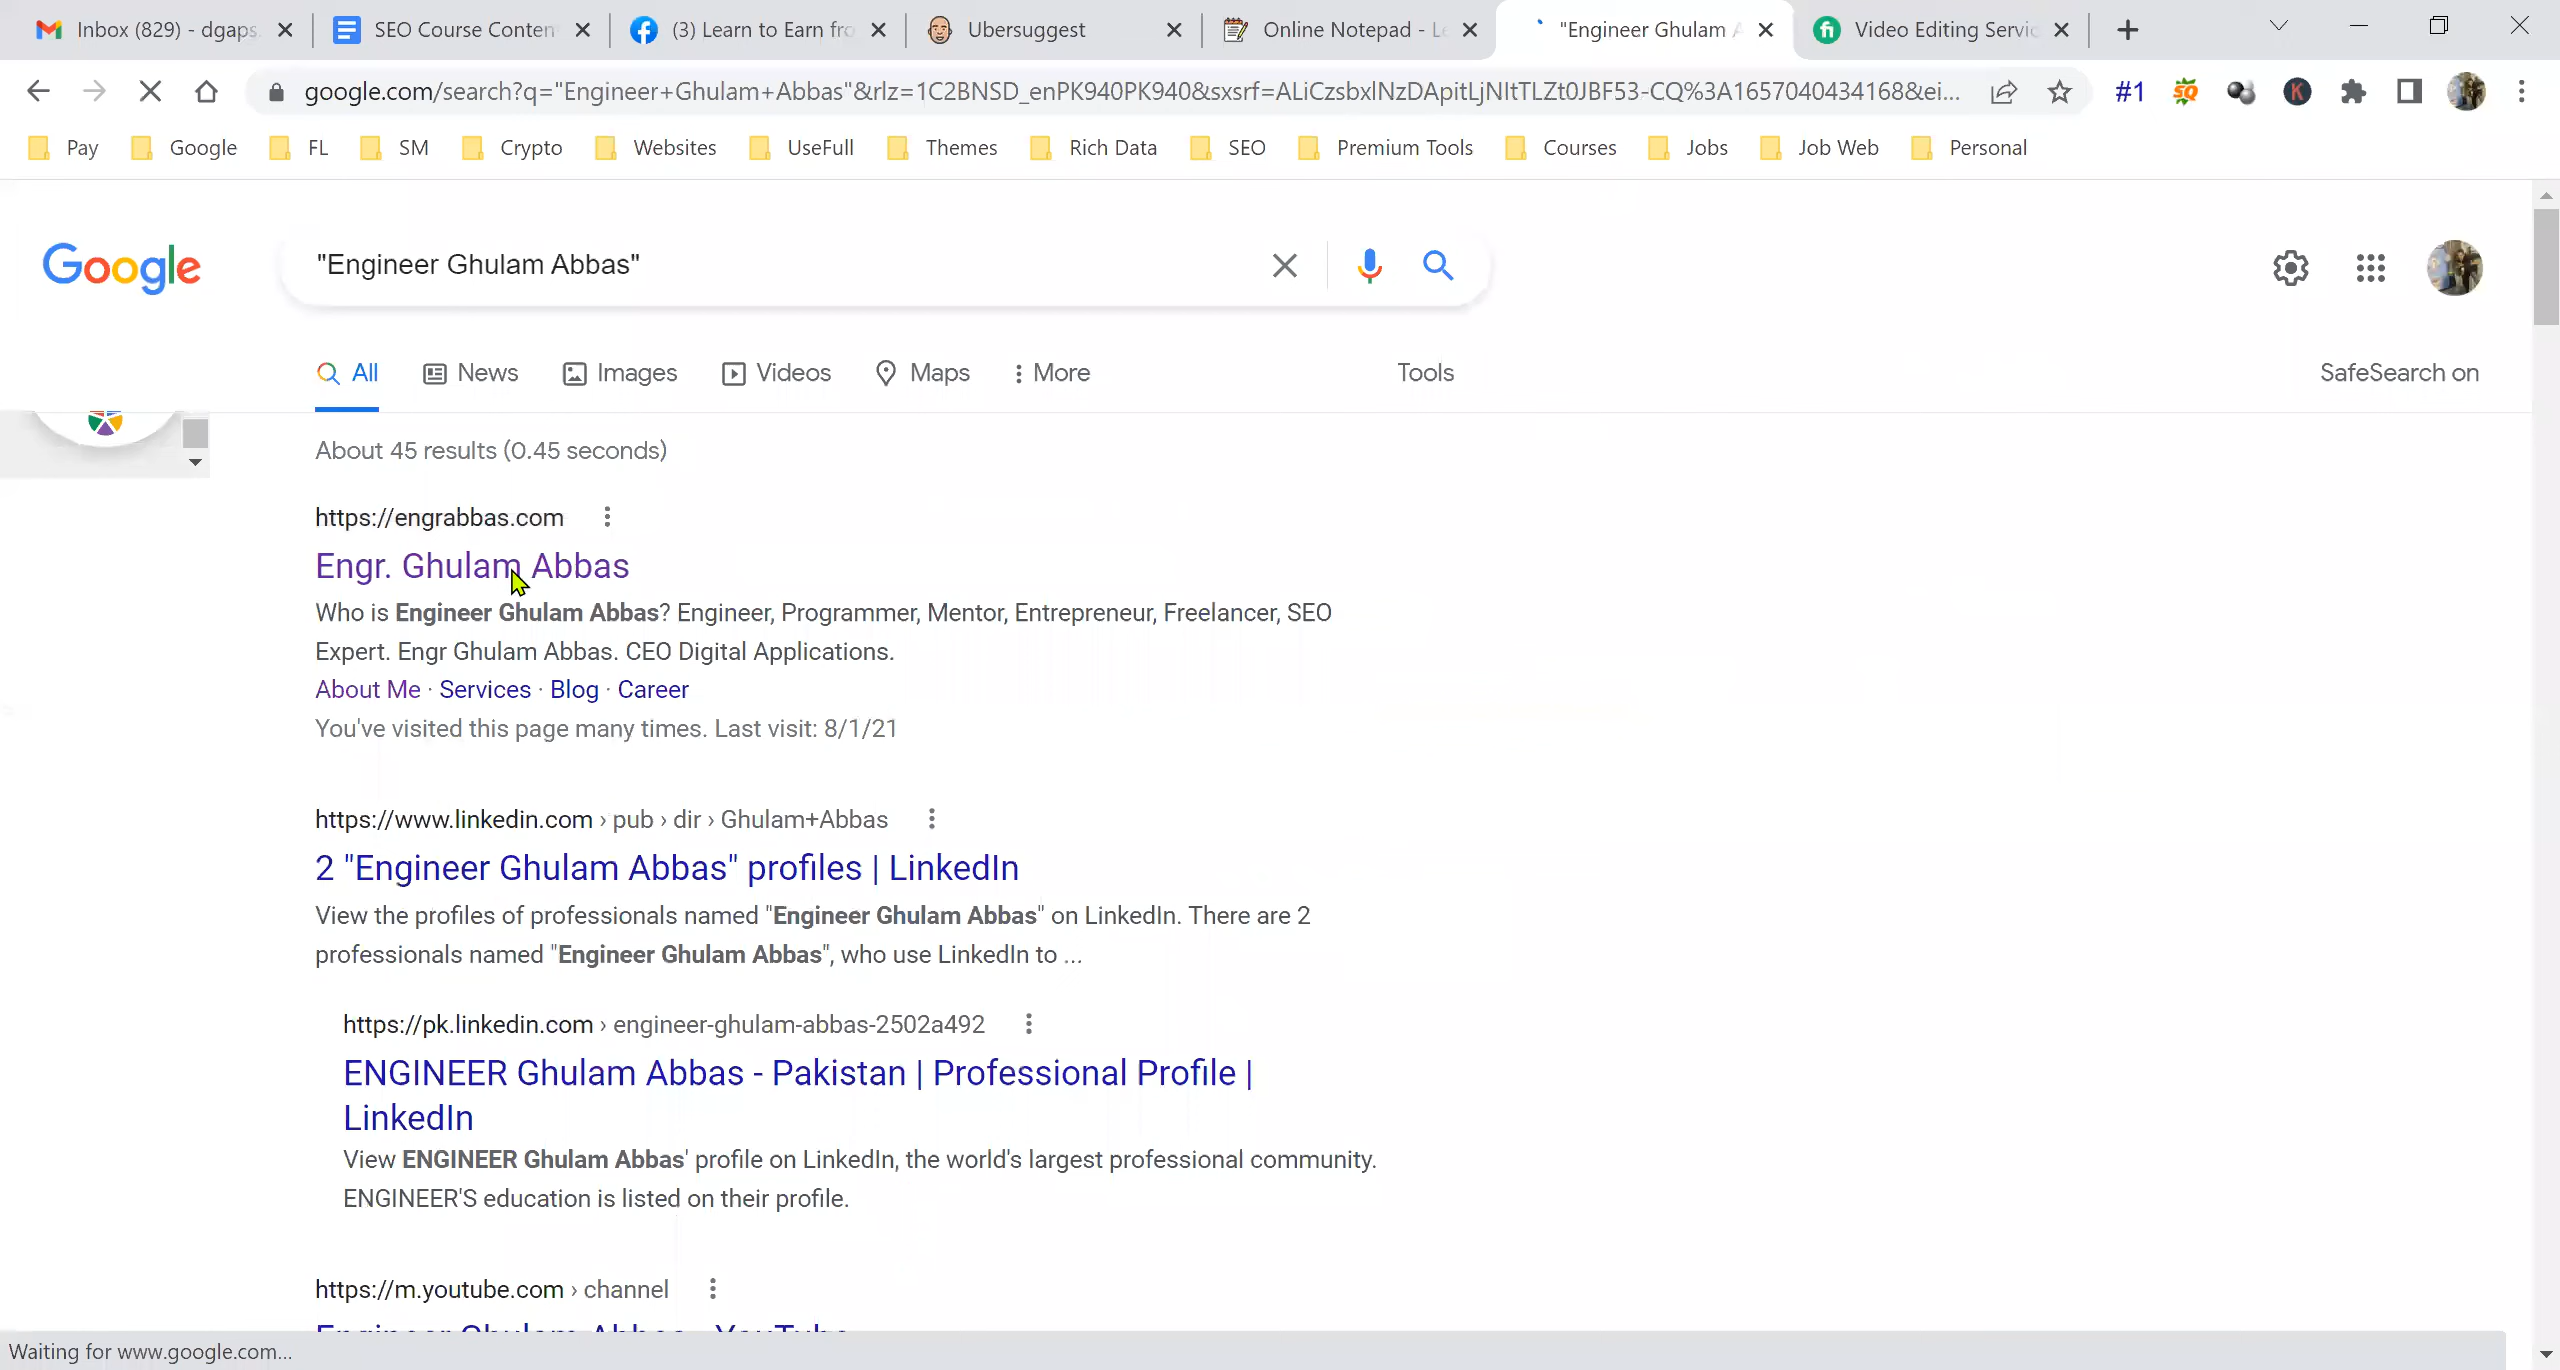 Inbox (829) - dgaps
SEO Course Conten
(3) Learn to Earn fro
Ubersuggest
Online Notepad - Le
"Engineer Ghulam A
Video Editing Servic
google.com/search?q="Engineer+Ghulam+Abbas"&rlz=1C2BNSD_enPK940PK940&sxsrf=ALiCzsbxlNzDApitLjNItTLZt0JBF53-CQ%3A1657040434168&ei...
#1
SQ
K
Pay
Google
FL
SM
Crypto
Websites
UseFull
Themes
Rich Data
SEO
Premium Tools
Courses
Jobs
Job Web
Personal
Google
"Engineer Ghulam Abbas"
All
News
Images
Videos
Maps
More
Tools
SafeSearch on
About 45 results (0.45 seconds)
https://engrabbas.com
Engr. Ghulam Abbas
Who is Engineer Ghulam Abbas? Engineer, Programmer, Mentor, Entrepreneur, Freelancer, SEO
Expert. Engr Ghulam Abbas. CEO Digital Applications.
About Me · Services · Blog · Career
You've visited this page many times. Last visit: 8/1/21
https://www.linkedin.com › pub › dir › Ghulam+Abbas
2 "Engineer Ghulam Abbas" profiles | LinkedIn
View the profiles of professionals named "Engineer Ghulam Abbas" on LinkedIn. There are 2
professionals named "Engineer Ghulam Abbas", who use LinkedIn to ...
https://pk.linkedin.com › engineer-ghulam-abbas-2502a492
ENGINEER Ghulam Abbas - Pakistan | Professional Profile |
LinkedIn
View ENGINEER Ghulam Abbas' profile on LinkedIn, the world's largest professional community.
ENGINEER'S education is listed on their profile.
https://m.youtube.com › channel
Engineer Ghulam Abbas - YouTube
Waiting for www.google.com...